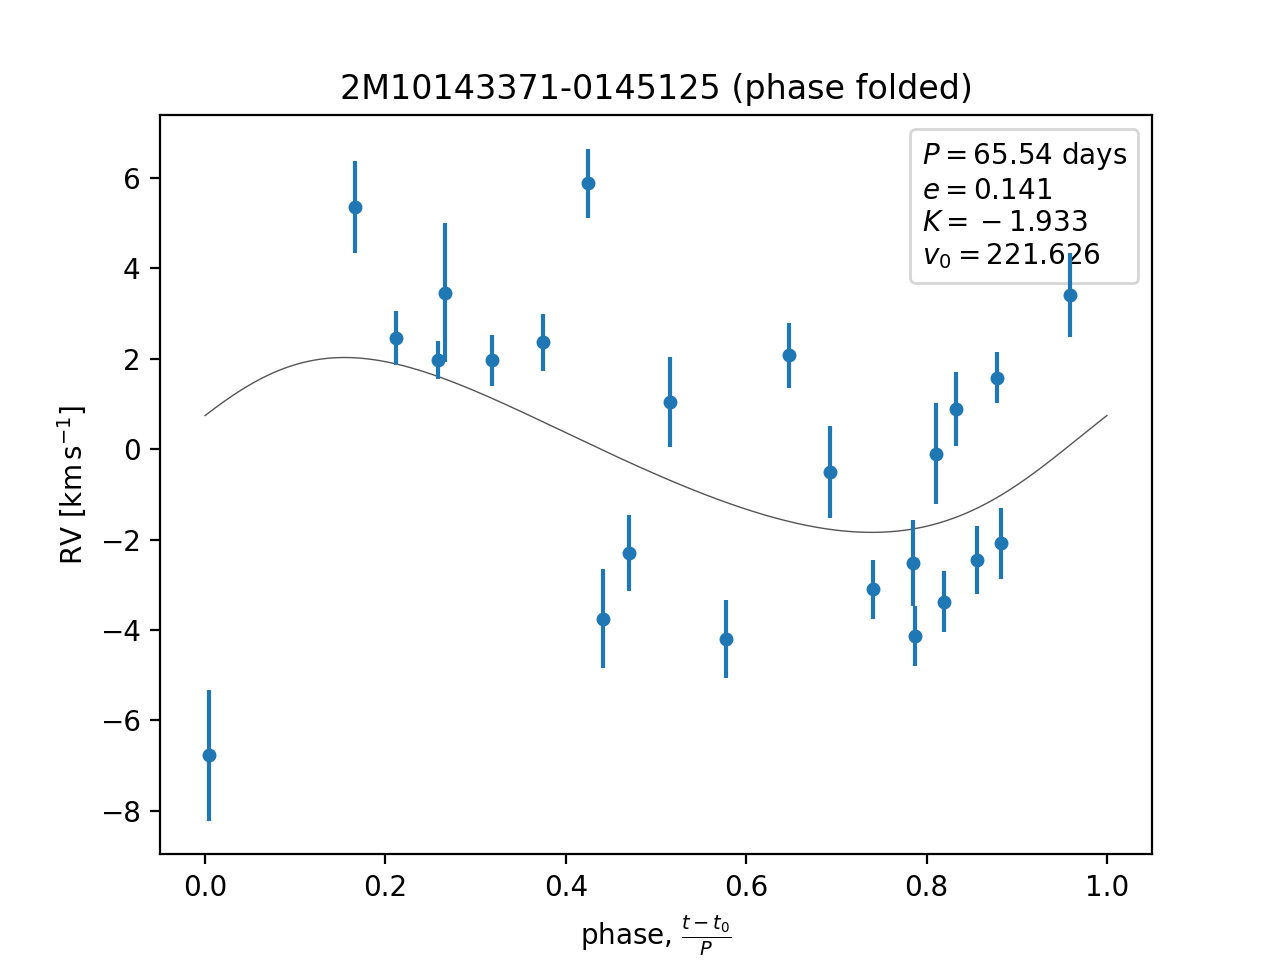 2M10143371-0145125 (phase folded)
P = 65.54 days
e = 0.141
K = −1.933
v₀ = 221.626
RV [km s⁻¹]
6
4
2
0
−2
−4
−6
−8
0.0 0.2 0.4 0.6 0.8 1.0
phase, (t − t₀)/P